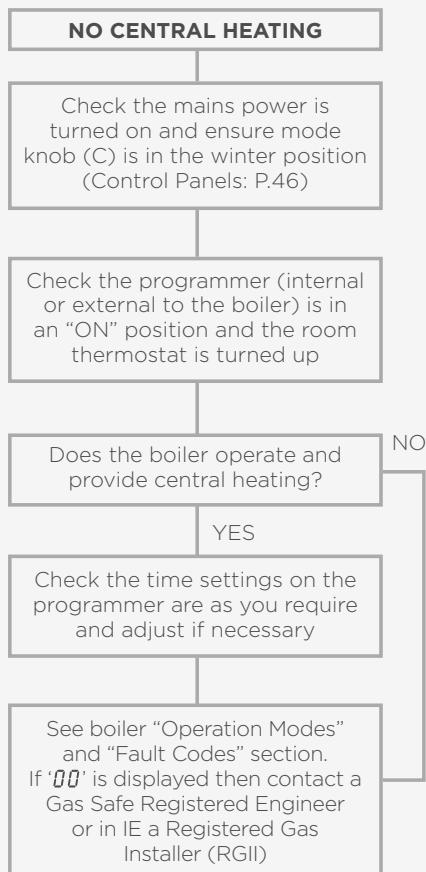 NO CENTRAL HEATING
Check the mains power is
turned on and ensure mode
knob (C) is in the winter position
(Control Panels: P.46)
Check the programmer (internal
or external to the boiler) is in
an “ON” position and the room
thermostat is turned up
Does the boiler operate and
provide central heating?
NO
YES
Check the time settings on the
programmer are as you require
and adjust if necessary
See boiler “Operation Modes”
and “Fault Codes” section.
If ‘00’ is displayed then contact a
Gas Safe Registered Engineer
or in IE a Registered Gas
Installer (RGII)